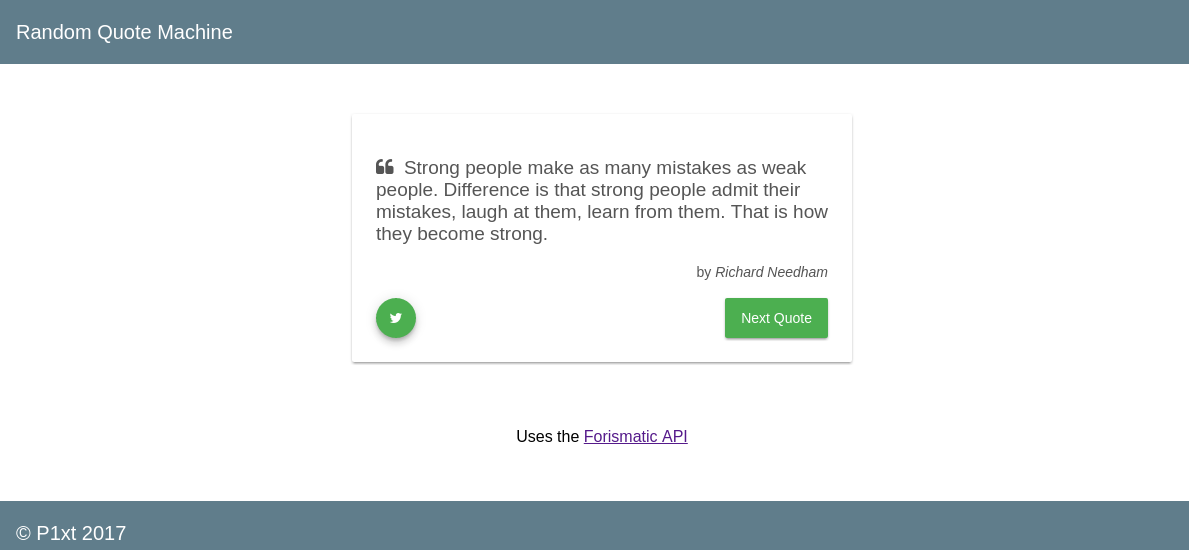 Random Quote Machine
Strong people make as many mistakes as weak
people. Difference is that strong people admit their
mistakes, laugh at them, learn from them. That is how
they become strong.
by Richard Needham
Next Quote
Uses the Forismatic API
© P1xt 2017